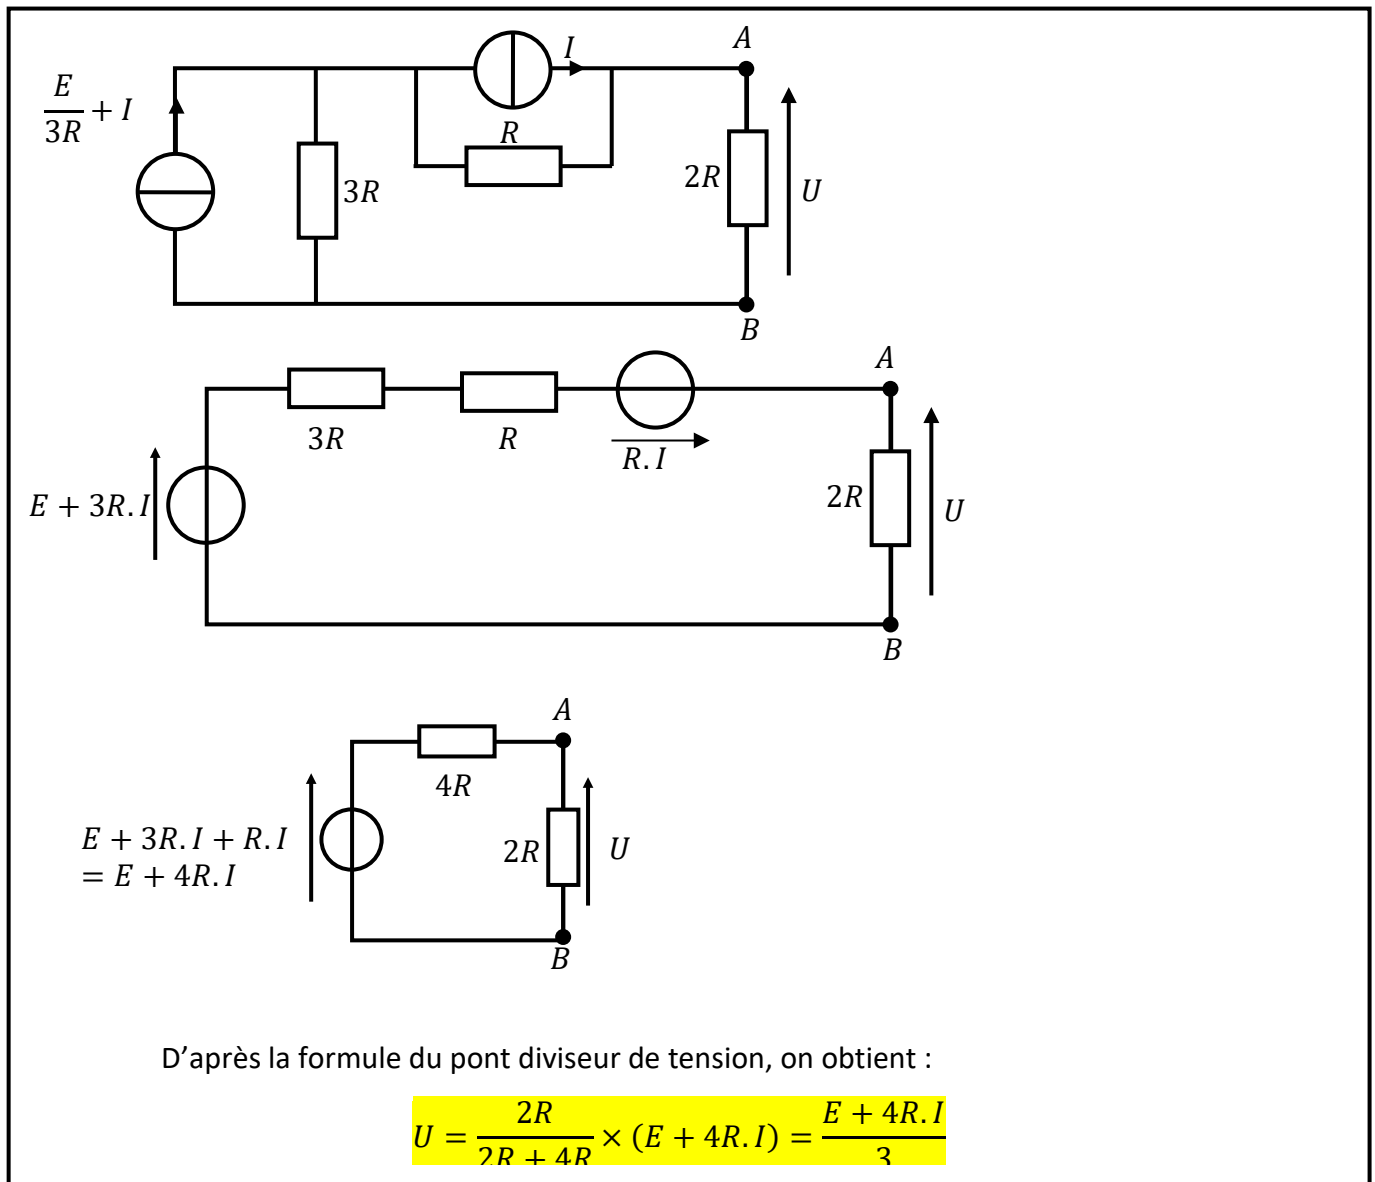 A
I
E/3R + I
R
3R
2R
U
B
A
3R
R
R.I
E + 3R.I
2R
U
B
A
4R
E + 3R.I + R.I
= E + 4R.I
2R
U
B
D’après la formule du pont diviseur de tension, on obtient :
U = 2R/(2R + 4R) × (E + 4R.I) = (E + 4R.I)/3